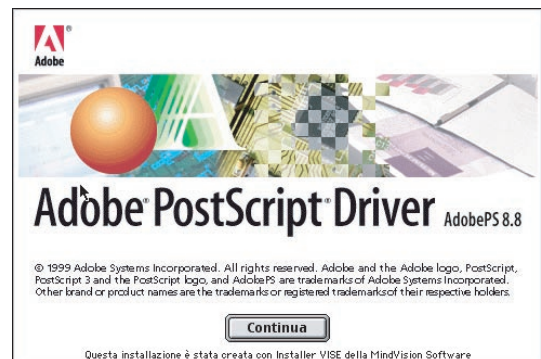 Adobe
Adobe® PostScript® Driver AdobePS 8.8
© 1999 Adobe Systems Incorporated. All rights reserved. Adobe and the Adobe logo, PostScript,
PostScript 3 and the PostScript logo, and AdobePS are trademarks of Adobe Systems Incorporated.
Other brand or product names are the trademarks or registered trademarks of their respective holders.
Continua
Questa installazione è stata creata con Installer VISE della MindVision Software